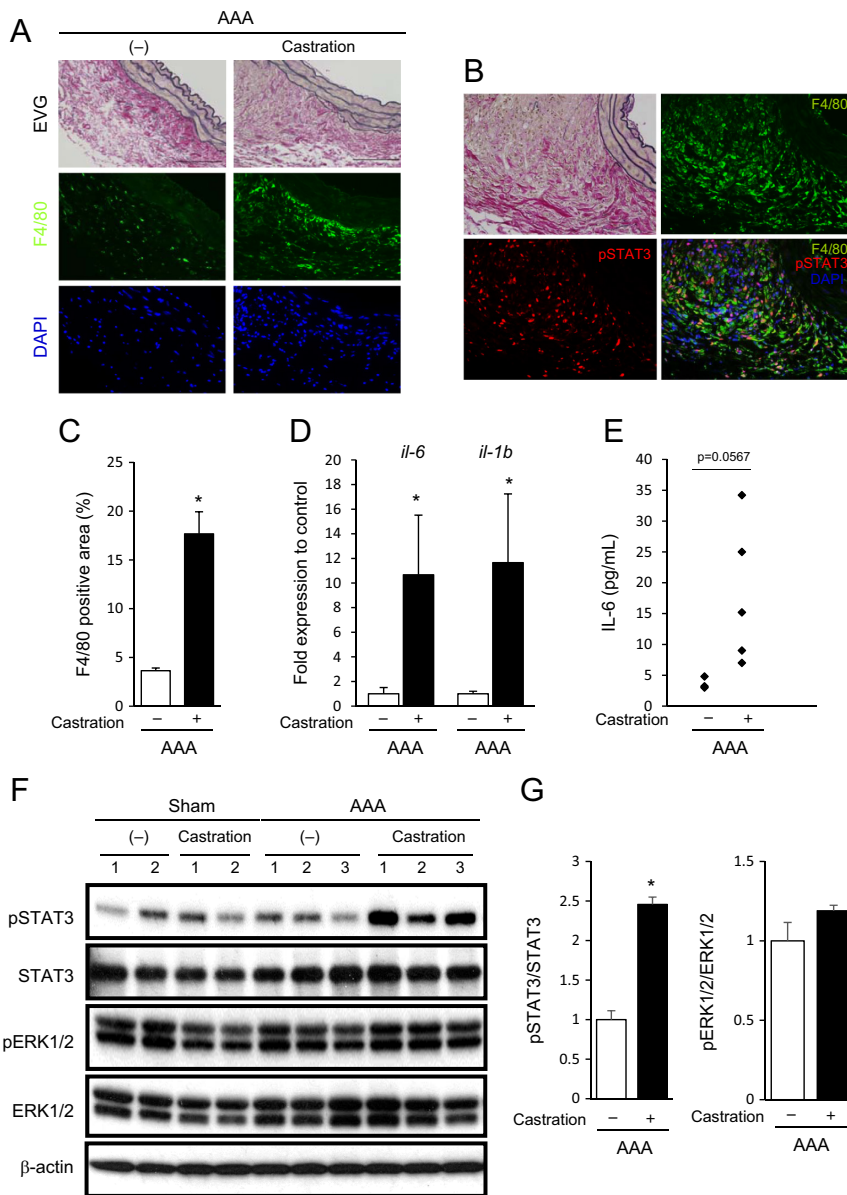 A
AAA
(–)
Castration
EVG
F4/80
DAPI
B
F4/80
pSTAT3
F4/80
pSTAT3
DAPI
C
F4/80 positive area (%)
25
20
15
10
5
0
*
Castration
–
+
AAA
D
Fold expression to control
il-6
il-1b
20
18
16
14
12
10
8
6
4
2
0
*
*
Castration
–
+
–
+
AAA
AAA
E
p=0.0567
IL-6 (pg/mL)
40
35
30
25
20
15
10
5
0
Castration
–
+
AAA
F
Sham
AAA
(–)
Castration
(–)
Castration
1 2 1 2 1 2 3 1 2 3
pSTAT3
STAT3
pERK1/2
ERK1/2
β-actin
G
pSTAT3/STAT3
3
2.5
2
1.5
1
0.5
0
*
Castration
–
+
AAA
pERK1/2/ERK1/2
1.5
1
0.5
0
Castration
–
+
AAA